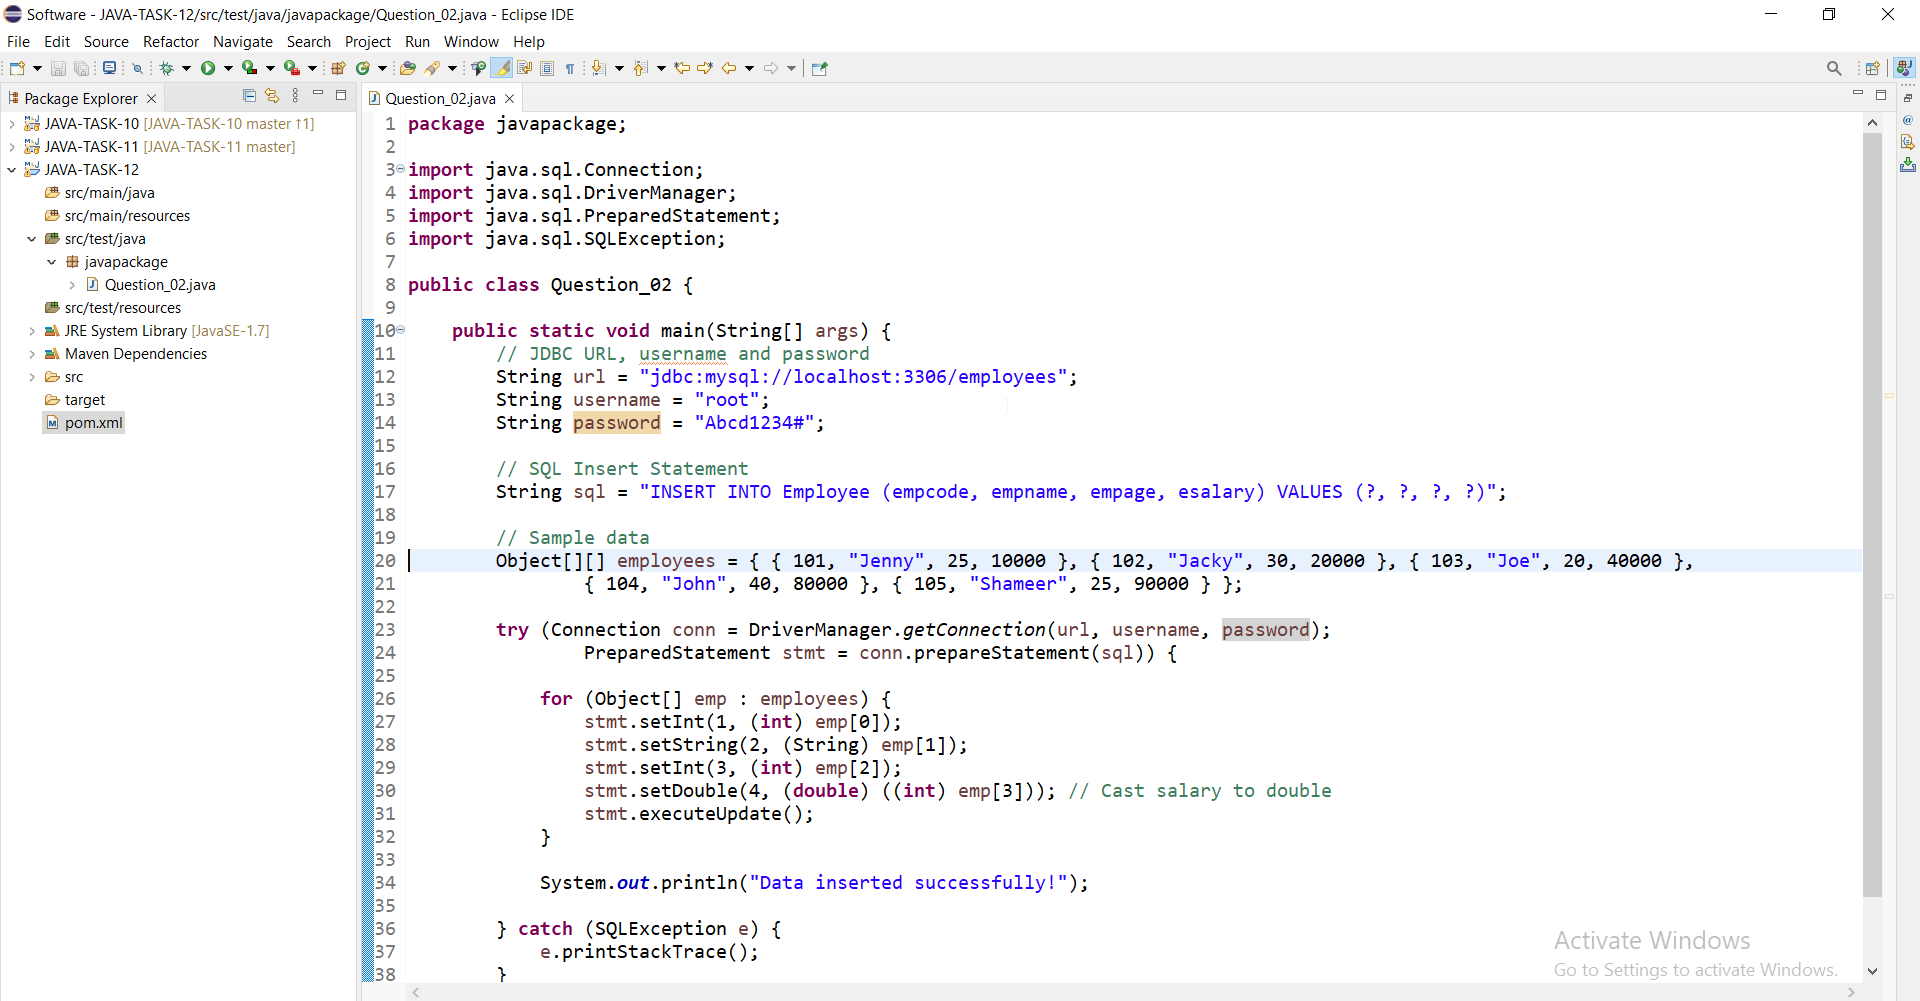 Software - JAVA-TASK-12/src/test/java/javapackage/Question_02.java - Eclipse IDE
File Edit Source Refactor Navigate Search Project Run Window Help
Package Explorer
JAVA-TASK-10 [JAVA-TASK-10 master ↑1]
JAVA-TASK-11 [JAVA-TASK-11 master]
JAVA-TASK-12
src/main/java
src/main/resources
src/test/java
javapackage
Question_02.java
src/test/resources
JRE System Library [JavaSE-1.7]
Maven Dependencies
src
target
pom.xml
Question_02.java
1 package javapackage;
2
3 import java.sql.Connection;
4 import java.sql.DriverManager;
5 import java.sql.PreparedStatement;
6 import java.sql.SQLException;
7
8 public class Question_02 {
9
10     public static void main(String[] args) {
11         // JDBC URL, username and password
12         String url = "jdbc:mysql://localhost:3306/employees";
13         String username = "root";
14         String password = "Abcd1234#";
15
16         // SQL Insert Statement
17         String sql = "INSERT INTO Employee (empcode, empname, empage, esalary) VALUES (?, ?, ?, ?)";
18
19         // Sample data
20         Object[][] employees = { { 101, "Jenny", 25, 10000 }, { 102, "Jacky", 30, 20000 }, { 103, "Joe", 20, 40000 },
21                 { 104, "John", 40, 80000 }, { 105, "Shameer", 25, 90000 } };
22
23         try (Connection conn = DriverManager.getConnection(url, username, password);
24                 PreparedStatement stmt = conn.prepareStatement(sql)) {
25
26             for (Object[] emp : employees) {
27                 stmt.setInt(1, (int) emp[0]);
28                 stmt.setString(2, (String) emp[1]);
29                 stmt.setInt(3, (int) emp[2]);
30                 stmt.setDouble(4, (double) ((int) emp[3])); // Cast salary to double
31                 stmt.executeUpdate();
32             }
33
34             System.out.println("Data inserted successfully!");
35
36         } catch (SQLException e) {
37             e.printStackTrace();
38         }
Activate Windows
Go to Settings to activate Windows.